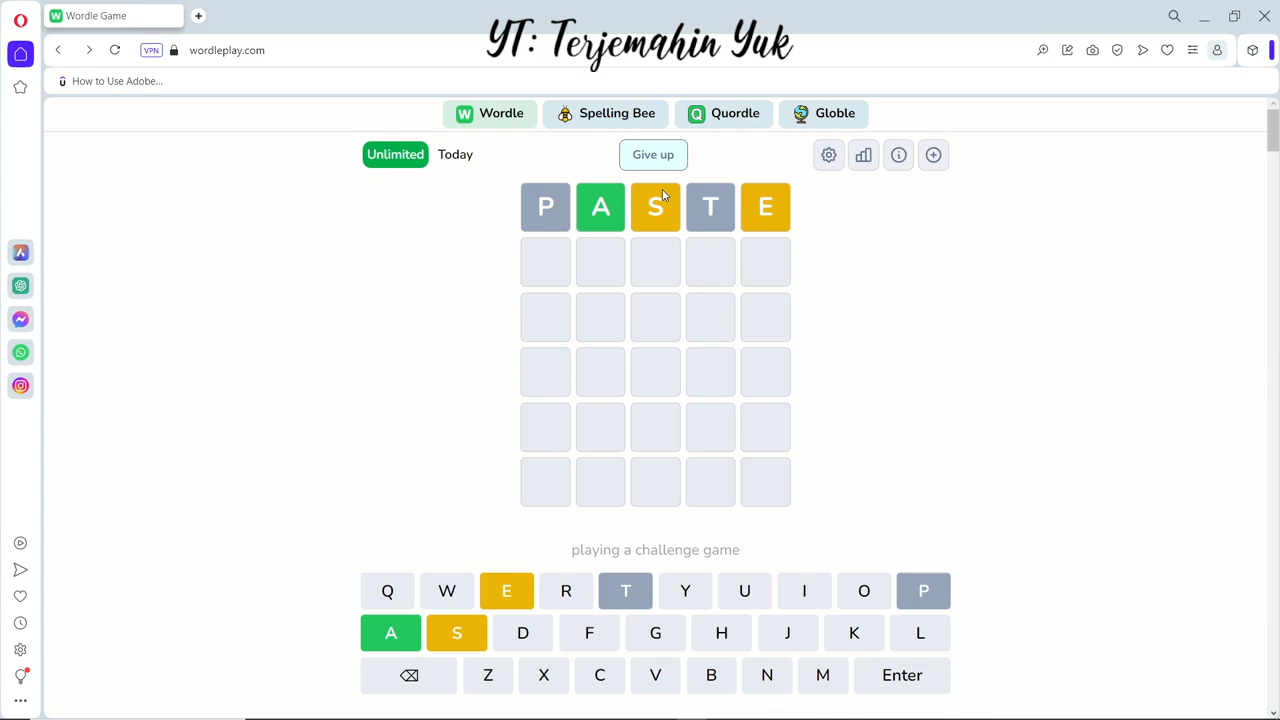 Wordle Game
YT: Terjemahin Yuk
VPN wordleplay.com
How to Use Adobe...
W Wordle Spelling Bee Q Quordle Globle
Unlimited Today Give up
P A S T E
playing a challenge game
Q W E R T Y U I O P
A S D F G H J K L
⌫ Z X C V B N M Enter